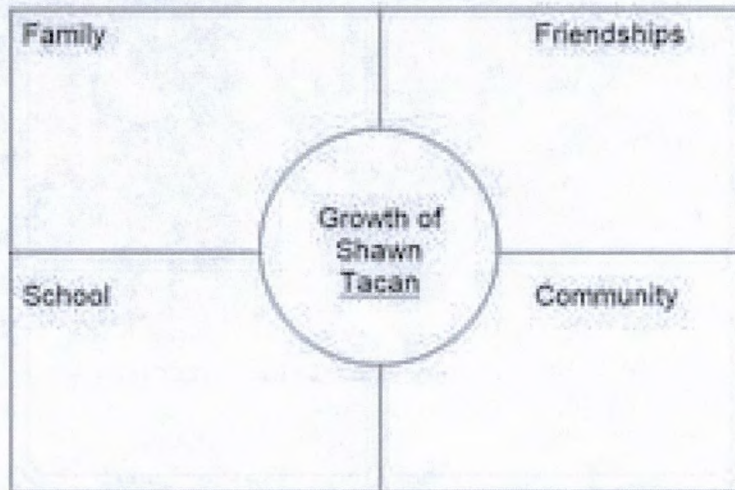 Family
Friendships
Growth of
Shawn
Tacan
School
Community